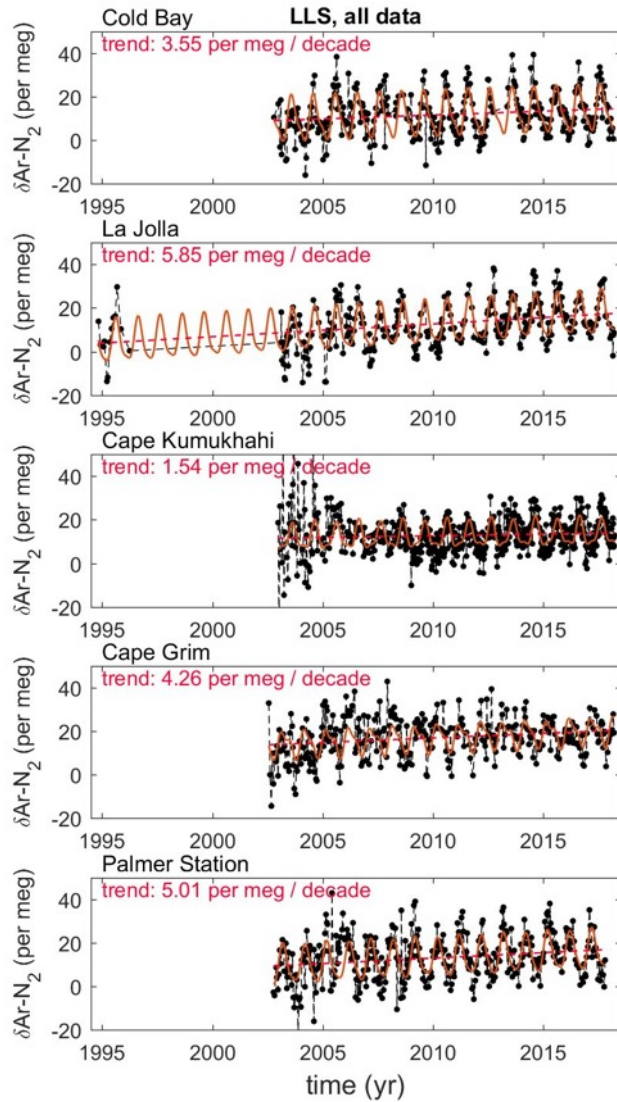 Cold Bay LLS, all data
trend: 3.55 per meg / decade
40
20
0
-20
δAr-N2 (per meg)
1995 2000 2005 2010 2015
La Jolla
trend: 5.85 per meg / decade
40
20
0
-20
δAr-N2 (per meg)
1995 2000 2005 2010 2015
Cape Kumukhahi
trend: 1.54 per meg / decade
40
20
0
-20
δAr-N2 (per meg)
1995 2000 2005 2010 2015
Cape Grim
trend: 4.26 per meg / decade
40
20
0
-20
δAr-N2 (per meg)
1995 2000 2005 2010 2015
Palmer Station
trend: 5.01 per meg / decade
40
20
0
-20
δAr-N2 (per meg)
1995 2000 2005 2010 2015
time (yr)